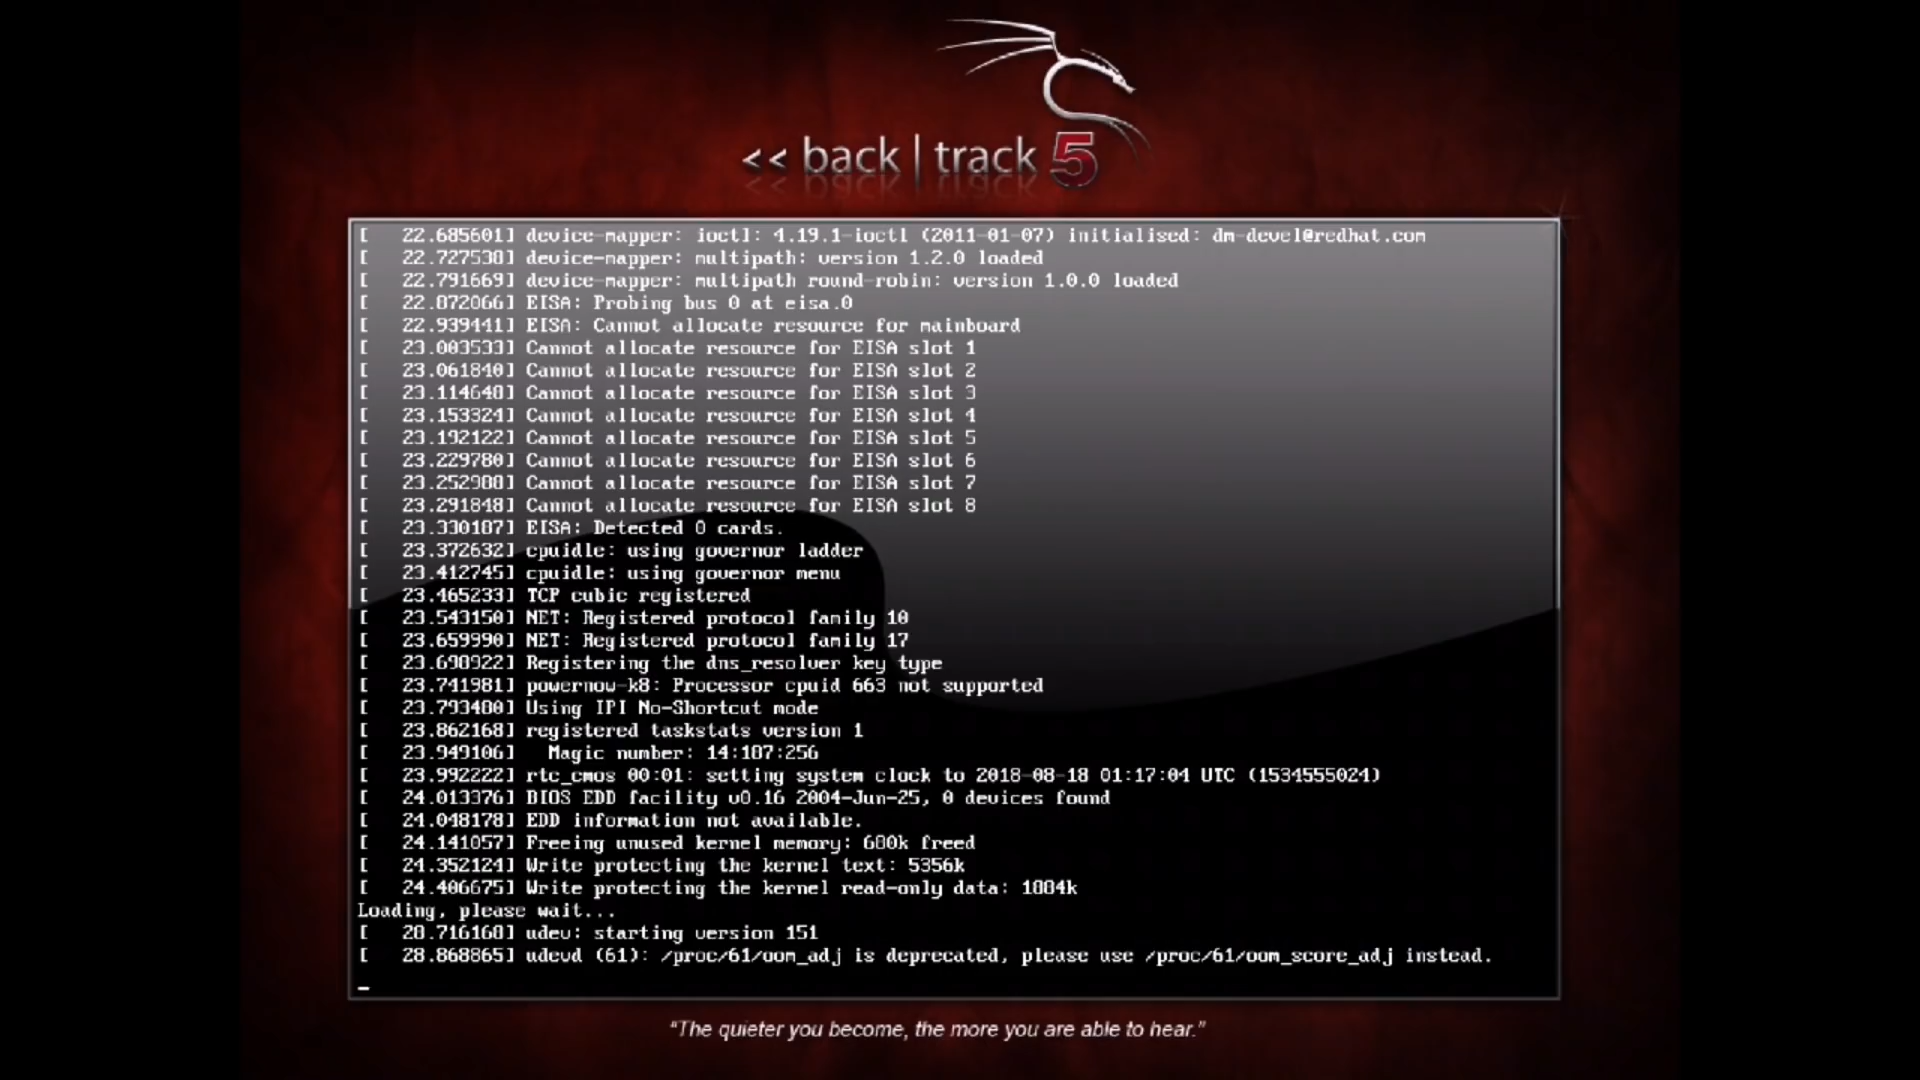 << back | track 5
[   22.685601] device-mapper: ioctl: 4.19.1-ioctl (2011-01-07) initialised: dm-devel@redhat.com
[   22.727538] device-mapper: multipath: version 1.2.0 loaded
[   22.791669] device-mapper: multipath round-robin: version 1.0.0 loaded
[   22.872066] EISA: Probing bus 0 at eisa.0
[   22.939441] EISA: Cannot allocate resource for mainboard
[   23.003533] Cannot allocate resource for EISA slot 1
[   23.061840] Cannot allocate resource for EISA slot 2
[   23.114648] Cannot allocate resource for EISA slot 3
[   23.153324] Cannot allocate resource for EISA slot 4
[   23.192122] Cannot allocate resource for EISA slot 5
[   23.229780] Cannot allocate resource for EISA slot 6
[   23.252988] Cannot allocate resource for EISA slot 7
[   23.291848] Cannot allocate resource for EISA slot 8
[   23.330187] EISA: Detected 0 cards.
[   23.372632] cpuidle: using governor ladder
[   23.412745] cpuidle: using governor menu
[   23.465233] TCP cubic registered
[   23.543150] NET: Registered protocol family 10
[   23.659990] NET: Registered protocol family 17
[   23.698922] Registering the dns_resolver key type
[   23.741981] powernow-k8: Processor cpuid 663 not supported
[   23.793480] Using IPI No-Shortcut mode
[   23.862168] registered taskstats version 1
[   23.949106]   Magic number: 14:187:256
[   23.992222] rtc_cmos 00:01: setting system clock to 2018-08-18 01:17:04 UTC (1534555024)
[   24.013376] BIOS EDD facility v0.16 2004-Jun-25, 0 devices found
[   24.048178] EDD information not available.
[   24.141057] Freeing unused kernel memory: 680k freed
[   24.352124] Write protecting the kernel text: 5356k
[   24.406675] Write protecting the kernel read-only data: 1884k
Loading, please wait...
[   28.716168] udev: starting version 151
[   28.868865] udevd (61): /proc/61/oom_adj is deprecated, please use /proc/61/oom_score_adj instead.
_
"The quieter you become, the more you are able to hear."